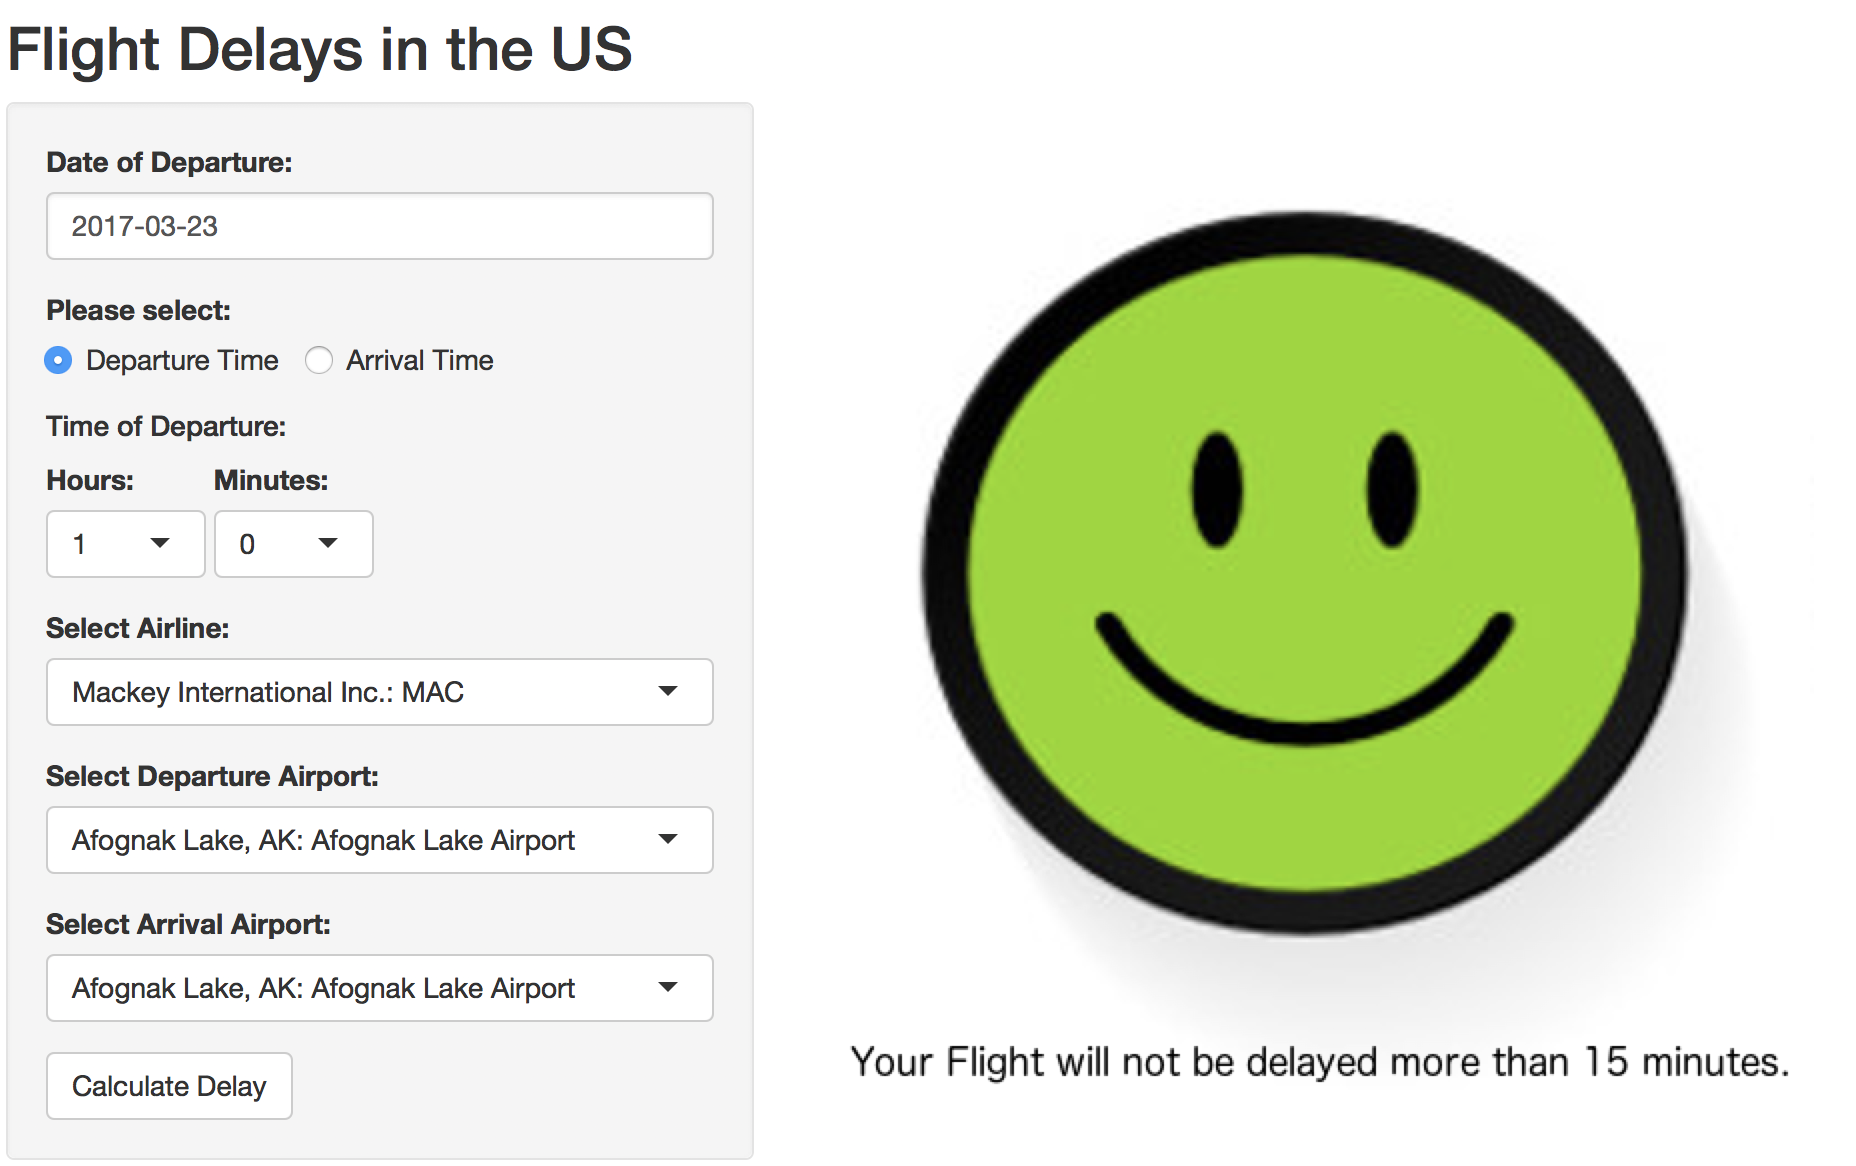 Flight Delays in the US
Date of Departure:
2017-03-23
Please select:
Departure Time Arrival Time
Time of Departure:
Hours: Minutes:
1 0
Select Airline:
Mackey International Inc.: MAC
Select Departure Airport:
Afognak Lake, AK: Afognak Lake Airport
Select Arrival Airport:
Afognak Lake, AK: Afognak Lake Airport
Calculate Delay
Your Flight will not be delayed more than 15 minutes.